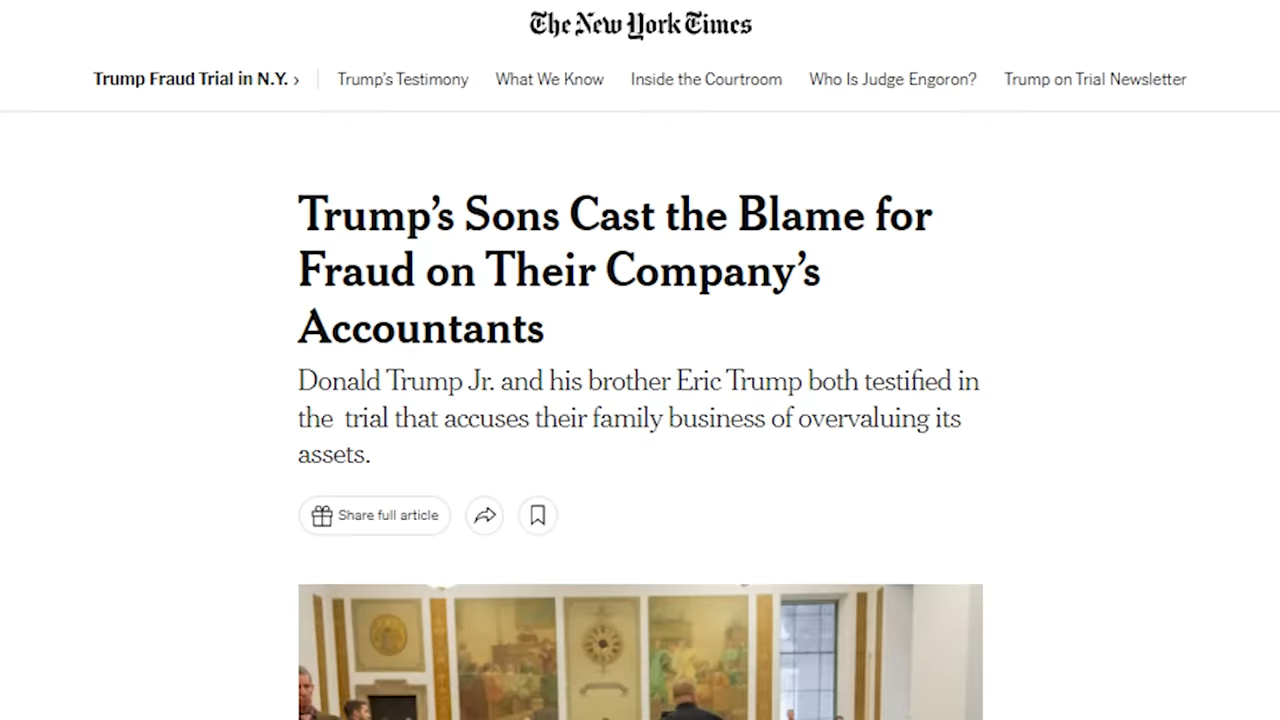 The New York Times
Trump Fraud Trial in N.Y. › Trump's Testimony What We Know Inside the Courtroom Who Is Judge Engoron? Trump on Trial Newsletter
Trump’s Sons Cast the Blame for
Fraud on Their Company’s
Accountants
Donald Trump Jr. and his brother Eric Trump both testified in
the trial that accuses their family business of overvaluing its
assets.
Share full article